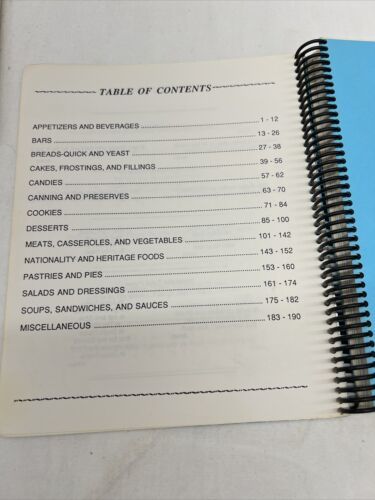 TABLE OF CONTENTS
APPETIZERS AND BEVERAGES 1 - 12
BARS 13 - 26
BREADS-QUICK AND YEAST 27 - 38
CAKES, FROSTINGS, AND FILLINGS 39 - 56
CANDIES 57 - 62
CANNING AND PRESERVES 63 - 70
COOKIES 71 - 84
DESSERTS 85 - 100
MEATS, CASSEROLES, AND VEGETABLES 101 - 142
NATIONALITY AND HERITAGE FOODS 143 - 152
PASTRIES AND PIES 153 - 160
SALADS AND DRESSINGS 161 - 174
SOUPS, SANDWICHES, AND SAUCES 175 - 182
MISCELLANEOUS 183 - 190